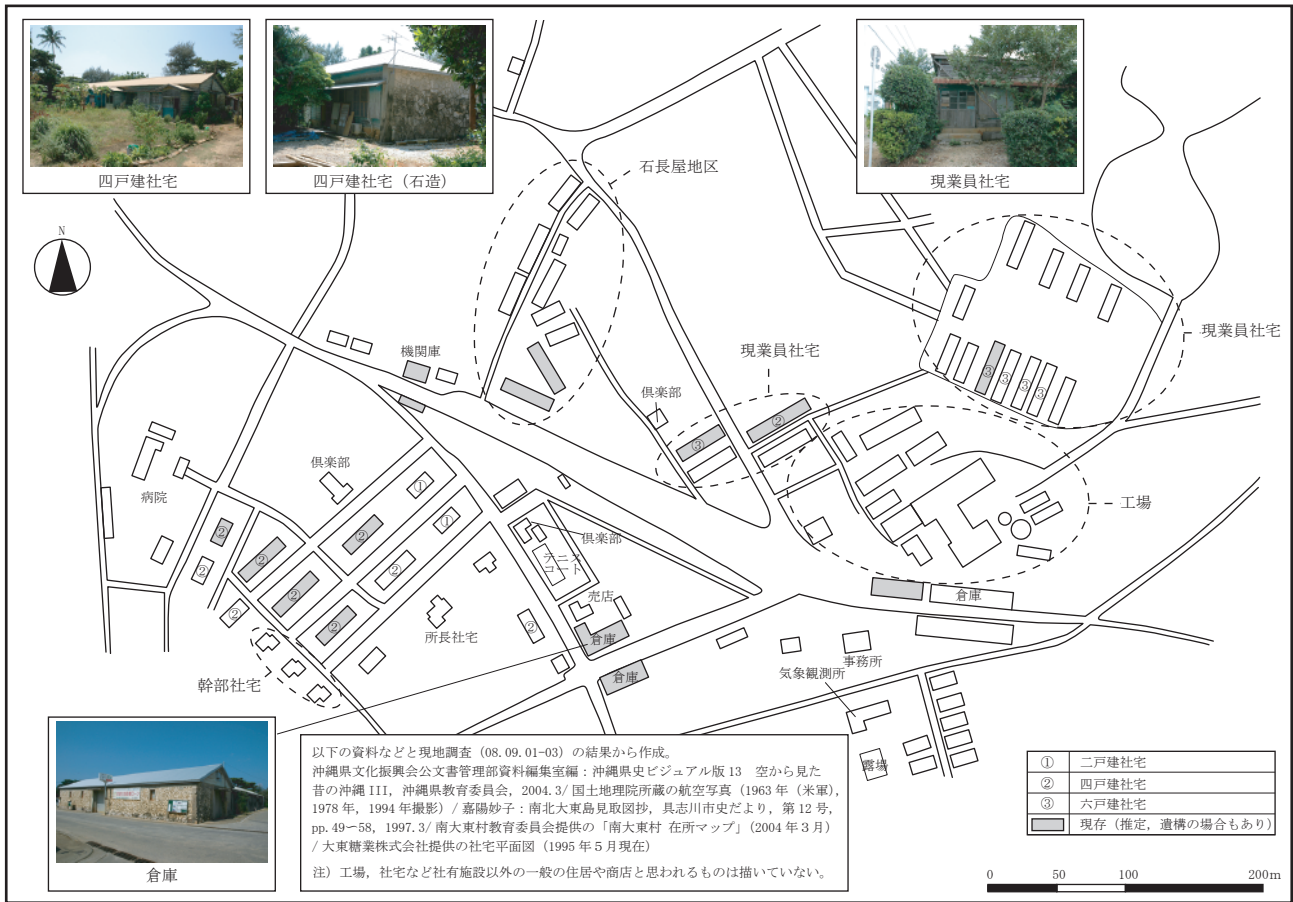 四戸建社宅
四戸建社宅（石造）
現業員社宅
N
石長屋地区
現業員社宅
現業員社宅
機関庫
倶楽部
③
②
③
③
③
③
工場
病院
倶楽部
①
①
②
②
②
②
②
②
②
②
②
倶楽部
テニス
コート
売店
倉庫
倉庫
倉庫
所長社宅
幹部社宅
気象観測所
事務所
露場
倉庫
以下の資料などと現地調査（08.09.01-03）の結果から作成。
沖縄県文化振興会公文書管理部資料編集室編：沖縄県史ビジュアル版 13　空から見た
昔の沖縄 III，沖縄県教育委員会，2004.3/ 国土地理院所蔵の航空写真（1963 年（米軍），
1978 年，1994 年撮影）/ 嘉陽妙子：南北大東島見取図抄，具志川市史だより，第 12 号，
pp.49−58，1997.3/ 南大東村教育委員会提供の「南大東村 在所マップ」（2004 年３月）
/ 大東糖業株式会社提供の社宅平面図（1995 年５月現在）
注）工場，社宅など社有施設以外の一般の住居や商店と思われるものは描いていない。
① 二戸建社宅
② 四戸建社宅
③ 六戸建社宅
現存（推定，遺構の場合もあり）
0 50 100 200m